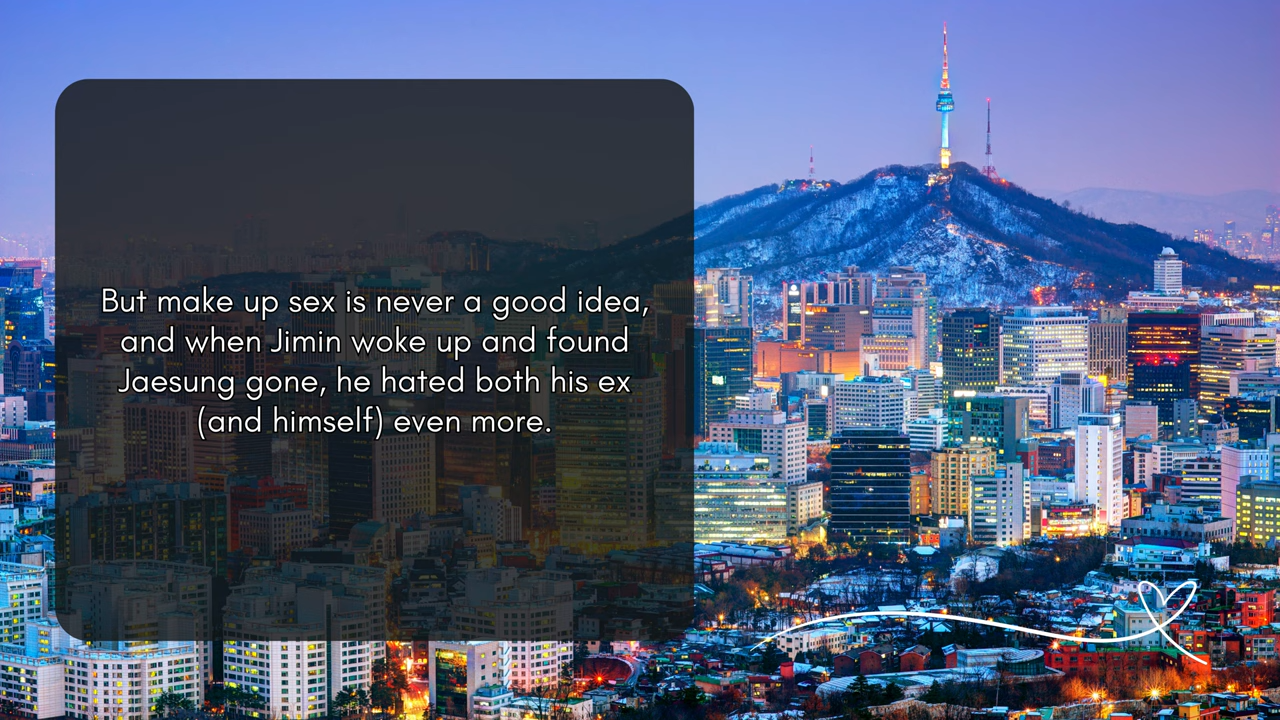 But make up sex is never a good idea,
and when Jimin woke up and found
Jaesung gone, he hated both his ex
(and himself) even more.